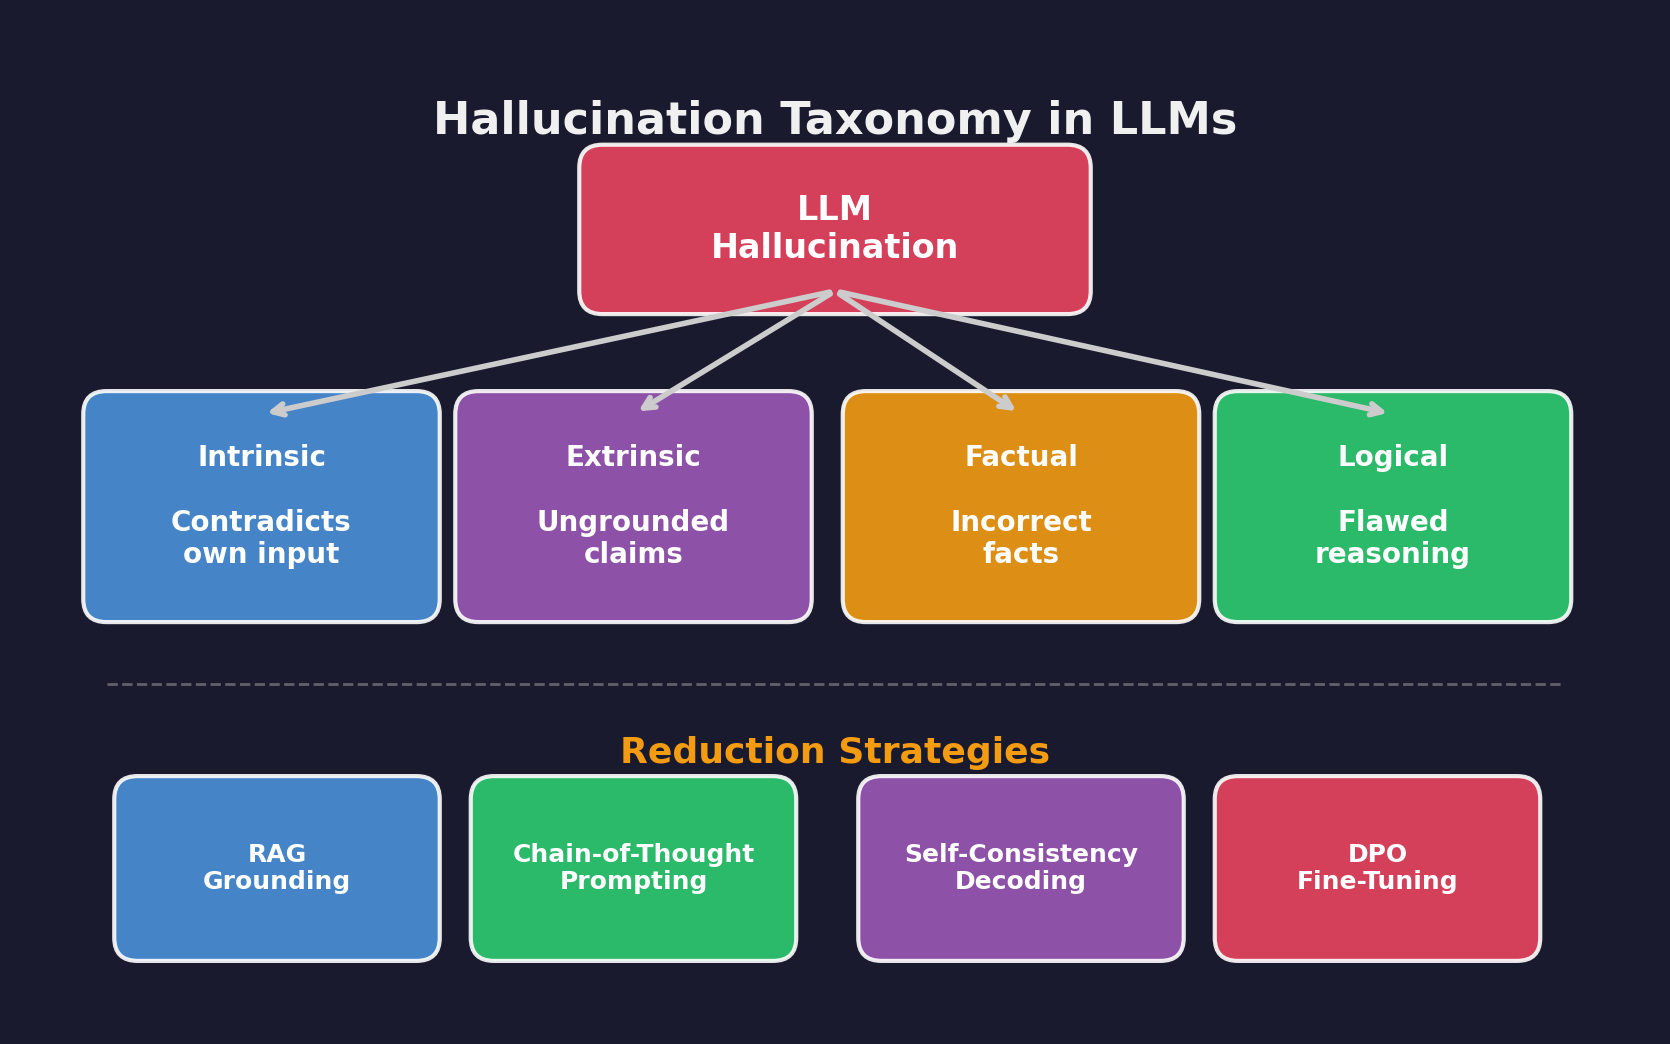 Hallucination Taxonomy in LLMs
LLM
Hallucination
Intrinsic
Contradicts
own input
Extrinsic
Ungrounded
claims
Factual
Incorrect
facts
Logical
Flawed
reasoning
Reduction Strategies
RAG
Grounding
Chain-of-Thought
Prompting
Self-Consistency
Decoding
DPO
Fine-Tuning